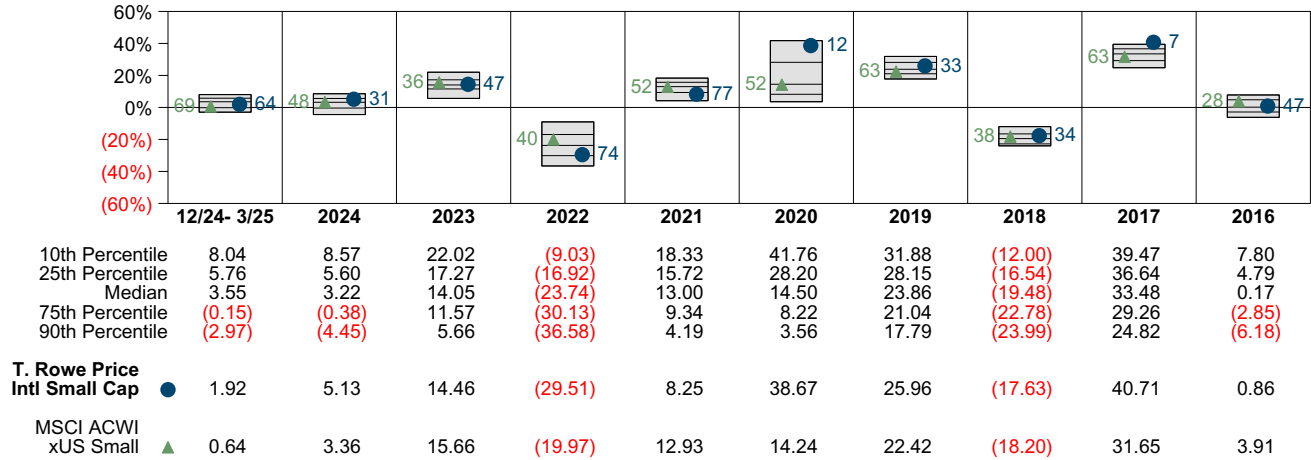 60%
40%
20%
0%
(20%)
(40%)
(60%)
69 64
48 31
36 47
40 74
52 77
52 12
63 33
38 34
63 7
28 47
12/24- 3/25 2024 2023 2022 2021 2020 2019 2018 2017 2016
10th Percentile 8.04 8.57 22.02 (9.03) 18.33 41.76 31.88 (12.00) 39.47 7.80
25th Percentile 5.76 5.60 17.27 (16.92) 15.72 28.20 28.15 (16.54) 36.64 4.79
Median 3.55 3.22 14.05 (23.74) 13.00 14.50 23.86 (19.48) 33.48 0.17
75th Percentile (0.15) (0.38) 11.57 (30.13) 9.34 8.22 21.04 (22.78) 29.26 (2.85)
90th Percentile (2.97) (4.45) 5.66 (36.58) 4.19 3.56 17.79 (23.99) 24.82 (6.18)
T. Rowe Price
Intl Small Cap 1.92 5.13 14.46 (29.51) 8.25 38.67 25.96 (17.63) 40.71 0.86
MSCI ACWI
xUS Small 0.64 3.36 15.66 (19.97) 12.93 14.24 22.42 (18.20) 31.65 3.91